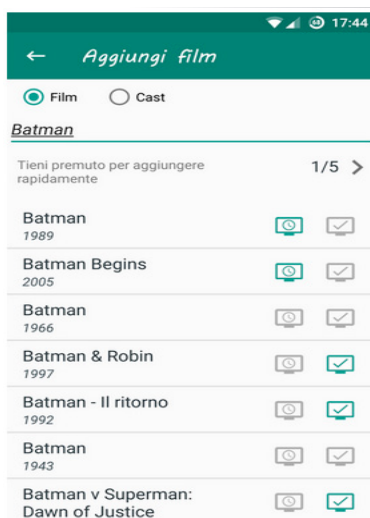 68 17:44
Aggiungi film
Film Cast
Batman
Tieni premuto per aggiungere
rapidamente
1/5
Batman
1989
Batman Begins
2005
Batman
1966
Batman & Robin
1997
Batman - Il ritorno
1992
Batman
1943
Batman v Superman:
Dawn of Justice